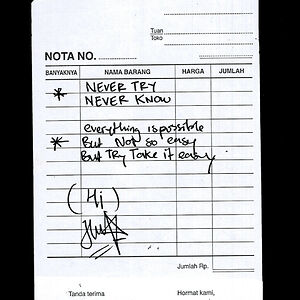 Tuan
Toko
NOTA NO.
BANYAKNYA NAMA BARANG HARGA JUMLAH
* NEVER TRY
NEVER KNOW
everything is possible
* But Not so easy
But Try Take it easy
(Hi)
Jumlah Rp.
Tanda terima Hormat kami,